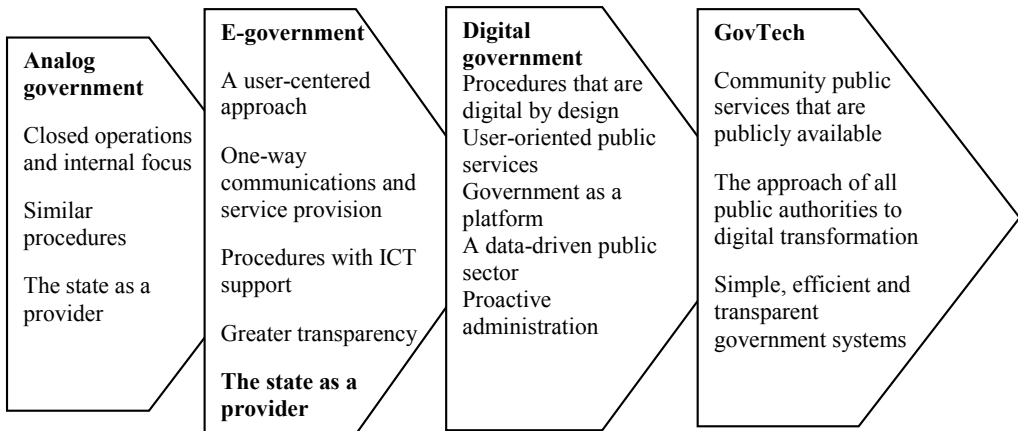 Analog
government
Closed operations
and internal focus
Similar
procedures
The state as a
provider
E-government
A user-centered
approach
One-way
communications and
service provision
Procedures with ICT
support
Greater transparency
The state as a
provider
Digital
government
Procedures that are
digital by design
User-oriented public
services
Government as a
platform
A data-driven public
sector
Proactive
administration
GovTech
Community public
services that are
publicly available
The approach of all
public authorities to
digital transformation
Simple, efficient and
transparent
government systems